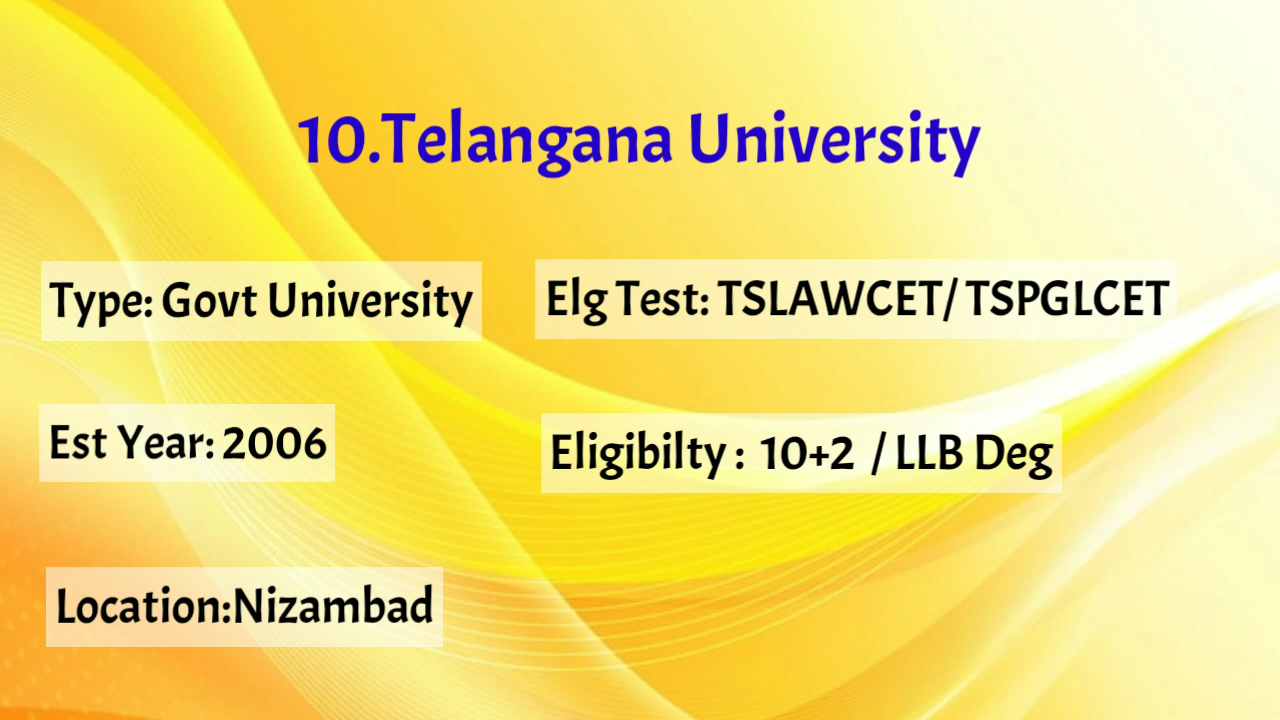 10.Telangana University
Type: Govt University
Elg Test: TSLAWCET/ TSPGLCET
Est Year: 2006
Eligibilty : 10+2 / LLB Deg
Location:Nizambad